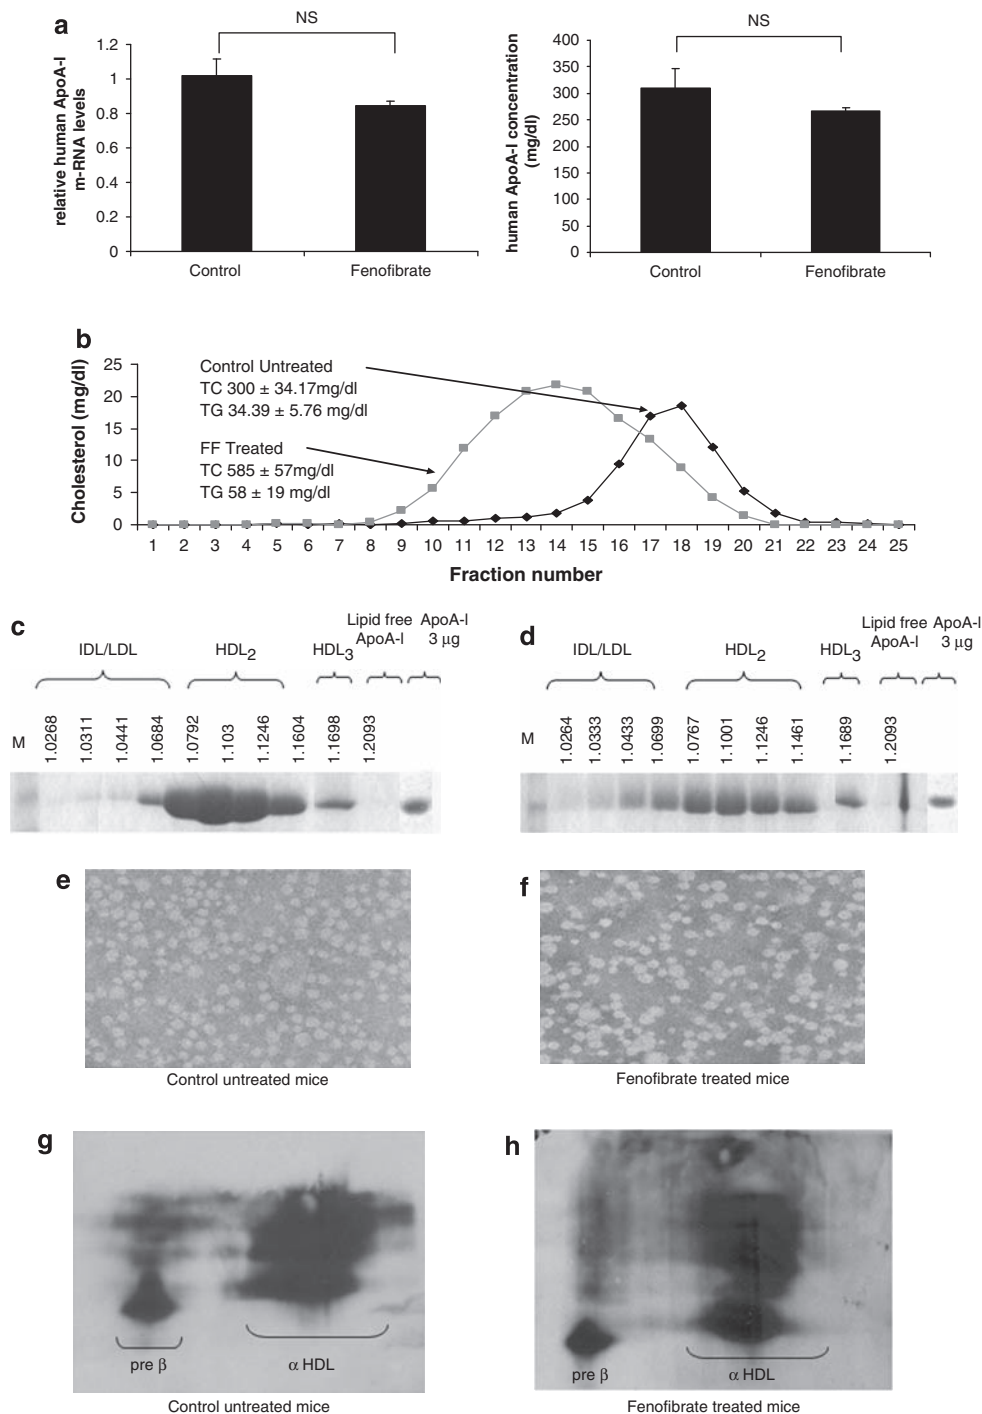 a
NS
relative human ApoA-I
m-RNA levels
1.2
1
0.8
0.6
0.4
0.2
0
Control
Fenofibrate
NS
human ApoA-I concentration
(mg/dl)
400
350
300
250
200
150
100
50
0
Control
Fenofibrate
b
Cholesterol (mg/dl)
25
20
15
10
5
0
Control Untreated
TC 300 ± 34.17mg/dl
TG 34.39 ± 5.76 mg/dl
FF Treated
TC 585 ± 57mg/dl
TG 58 ± 19 mg/dl
1 2 3 4 5 6 7 8 9 10 11 12 13 14 15 16 17 18 19 20 21 22 23 24 25
Fraction number
c
IDL/LDL
HDL2
HDL3
Lipid free
ApoA-I
ApoA-I
3 µg
M
1.0268
1.0311
1.0441
1.0684
1.0792
1.103
1.1246
1.1604
1.1698
1.2093
d
IDL/LDL
HDL2
HDL3
Lipid free
ApoA-I
ApoA-I
3 µg
M
1.0264
1.0333
1.0433
1.0699
1.0767
1.1001
1.1246
1.1461
1.1689
1.2093
e
Control untreated mice
f
Fenofibrate treated mice
g
pre β
α HDL
Control untreated mice
h
pre β
α HDL
Fenofibrate treated mice